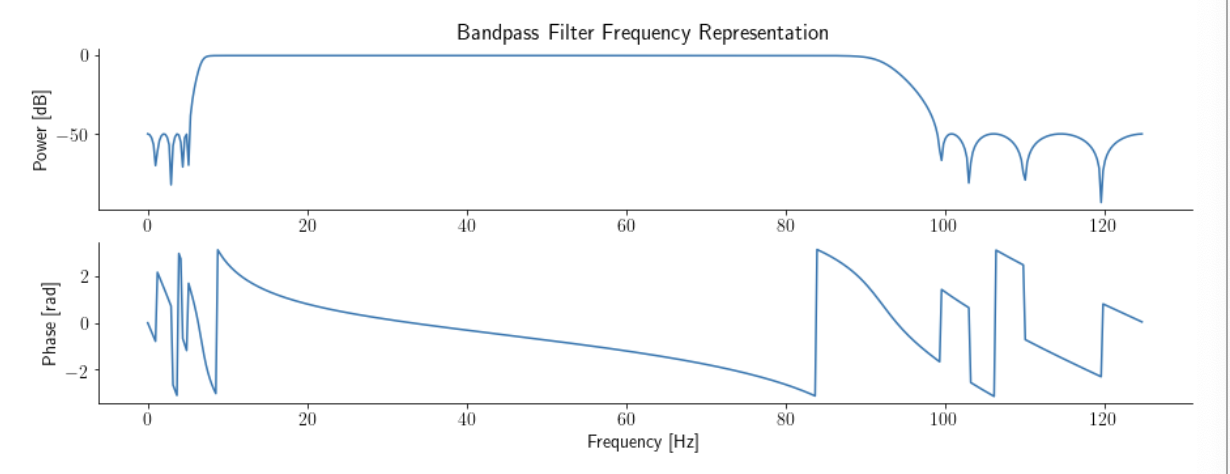 Bandpass Filter Frequency Representation
0
−50
Power [dB]
0 20 40 60 80 100 120
2
0
−2
Phase [rad]
0 20 40 60 80 100 120
Frequency [Hz]